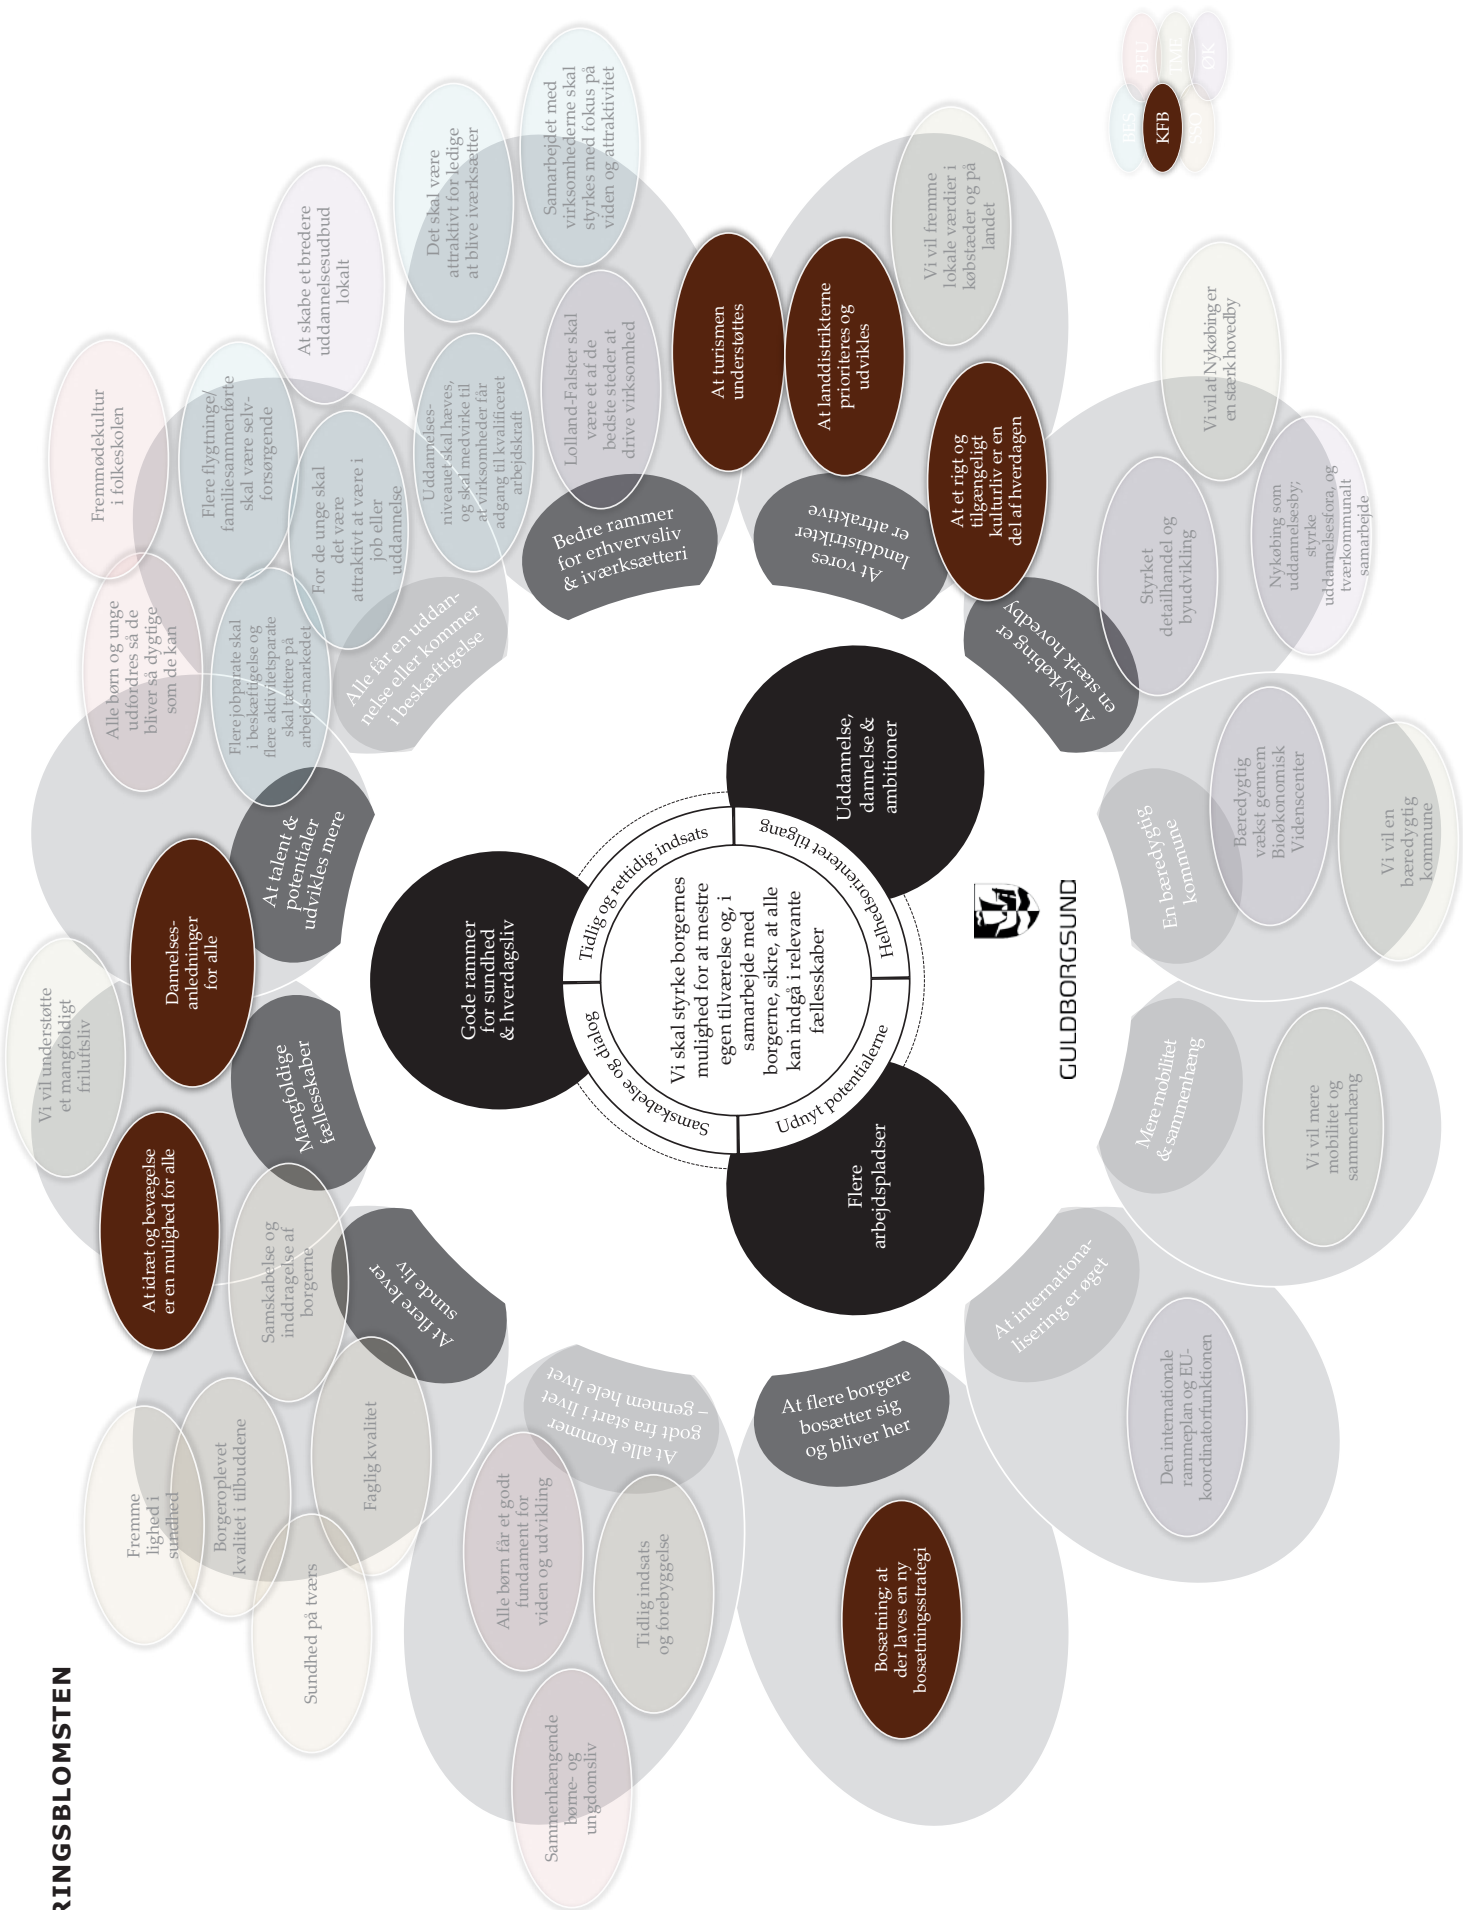 RINGSBLOMSTEN
Vi skal styrke borgernes
mulighed for at mestre
egen tilværelse og, i
samarbejde med
borgerne, sikre, at alle
kan indgå i relevante
fællesskaber
Samskabelse og dialog
Tidlig og rettidig indsats
Helhedsorienteret tilgang
Udnyt potentialerne
Gode rammer
for sundhed
& hverdagsliv
Uddannelse,
dannelse &
ambitioner
Flere
arbejdspladser
GULDBORGSUND
Mangfoldige
fællesskaber
At talent &
potentialer
udvikles mere
Alle får en uddan-
nelse eller kommer
i beskæftigelse
Bedre rammer
for erhvervsliv
& iværksætteri
At vores
landdistrikter
er attraktive
At Nykøbing er
en stærk hovedby
En bæredygtig
kommune
Mere mobilitet
& sammenhæng
At internationa-
lisering er øget
At flere borgere
bosætter sig
og bliver her
At alle kommer
godt fra start i livet
– gennem hele livet
At flere lever
sunde liv
Vi vil understøtte
et mangfoldigt
friluftsliv
At idræt og bevægelse
er en mulighed for alle
Dannelses-
anledninger
for alle
Alle børn og unge
udfordres så de
bliver så dygtige
som de kan
Fremmødekultur
i folkeskolen
Flere jobparate skal
i beskæftigelse og
flere aktivitetsparate
skal tættere på
arbejds-markedet
Flere flygtninge/
familiesammenførte
skal være selv-
forsørgende
For de unge skal
det være
attraktivt at være i
job eller
uddannelse
At skabe et bredere
uddannelsesudbud
lokalt
Uddannelses-
niveauet skal hæves,
og skal medvirke til
at virksomheder får
adgang til kvalificeret
arbejdskraft
Det skal være
attraktivt for ledige
at blive iværksætter
Samarbejdet med
virksomhederne skal
styrkes med fokus på
viden og attraktivitet
Lolland-Falster skal
være et af de
bedste steder at
drive virksomhed
At turismen
understøttes
At landdistrikterne
prioriteres og
udvikles
Vi vil fremme
lokale værdier i
købstæder og på
landet
At et rigt og
tilgængeligt
kulturliv er en
del af hverdagen
Vi vil at Nykøbing er
en stærk hovedby
Styrket
detailhandel og
byudvikling
Nykøbing som
uddannelsesby;
styrke
uddannelsesfora, og
tværkommunalt
samarbejde
Bæredygtig
vækst gennem
Bioøkonomisk
Videnscenter
Vi vil en
bæredygtig
kommune
Vi vil mere
mobilitet og
sammenhæng
Den internationale
rammeplan og EU-
koordinatorfunktionen
Bosætning; at
der laves en ny
bosætningsstrategi
Tidlig indsats
og forebyggelse
Alle børn får et godt
fundament for
viden og udvikling
Sammenhængende
børne- og
ungdomsliv
Samskabelse og
inddragelse af
borgerne
Faglig kvalitet
Borgeroplevet
kvalitet i tilbuddene
Fremme
lighed i
sundhed
Sundhed på tværs
BES
BFU
KFB
TME
SSO
ØK